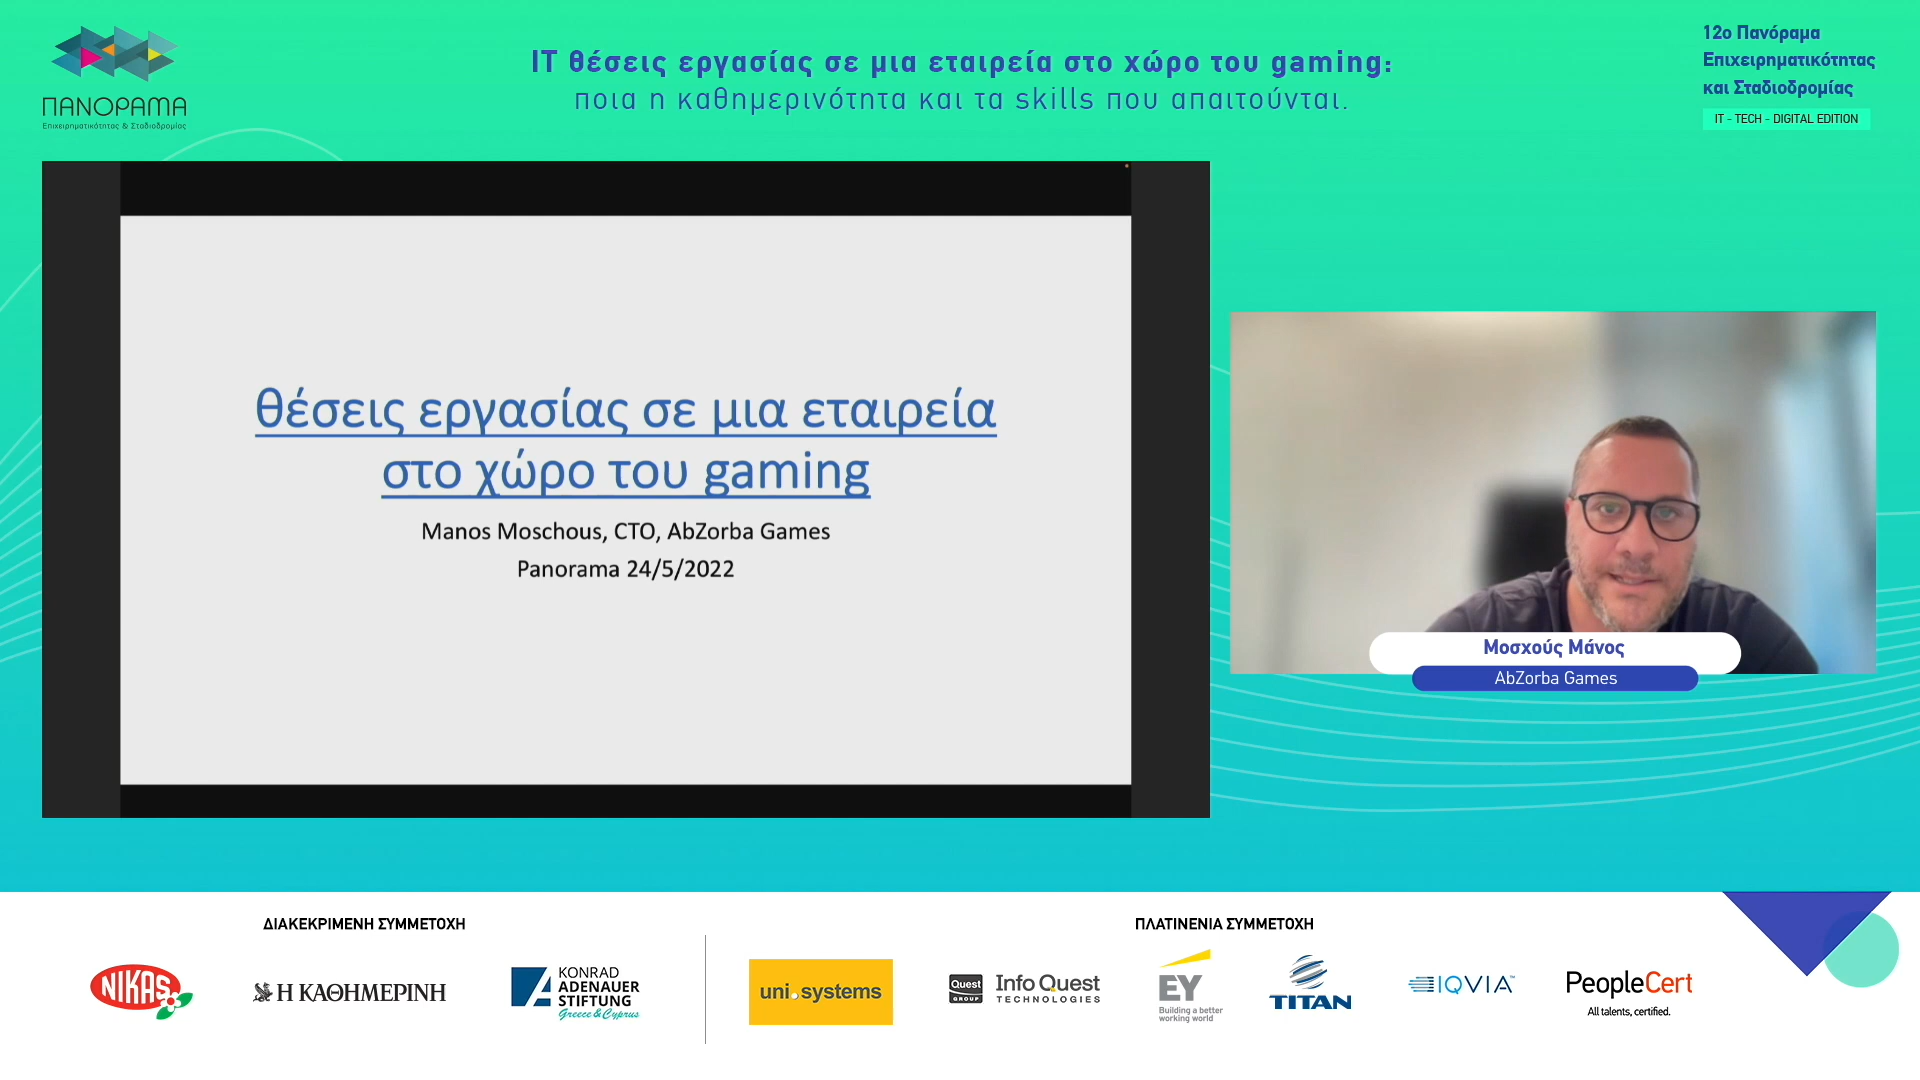 ΠΑΝΟΡΑΜΑ
Επιχειρηματικότητας & Σταδιοδρομίας
IT θέσεις εργασίας σε μια εταιρεία στο χώρο του gaming:
ποια η καθημερινότητα και τα skills που απαιτούνται.
12ο Πανόραμα
Επιχειρηματικότητας
και Σταδιοδρομίας
IT - TECH - DIGITAL EDITION
θέσεις εργασίας σε μια εταιρεία
στο χώρο του gaming
Manos Moschous, CTO, AbZorba Games
Panorama 24/5/2022
Μοσχούς Μάνος
AbZorba Games
ΔΙΑΚΕΚΡΙΜΕΝΗ ΣΥΜΜΕΤΟΧΗ
NIKAS
Η ΚΑΘΗΜΕΡΙΝΗ
KONRAD
ADENAUER
STIFTUNG
Greece & Cyprus
ΠΛΑΤΙΝΕΝΙΑ ΣΥΜΜΕΤΟΧΗ
uni.systems
Quest
GROUP
Info Quest
TECHNOLOGIES
EY
Building a better
working world
TITAN
IQVIA
PeopleCert
All talents, certified.